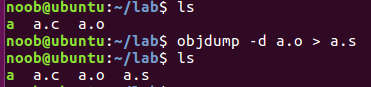 noob@ubuntu:~/lab$ ls
a  a.c  a.o
noob@ubuntu:~/lab$ objdump -d a.o > a.s
noob@ubuntu:~/lab$ ls
a  a.c  a.o  a.s